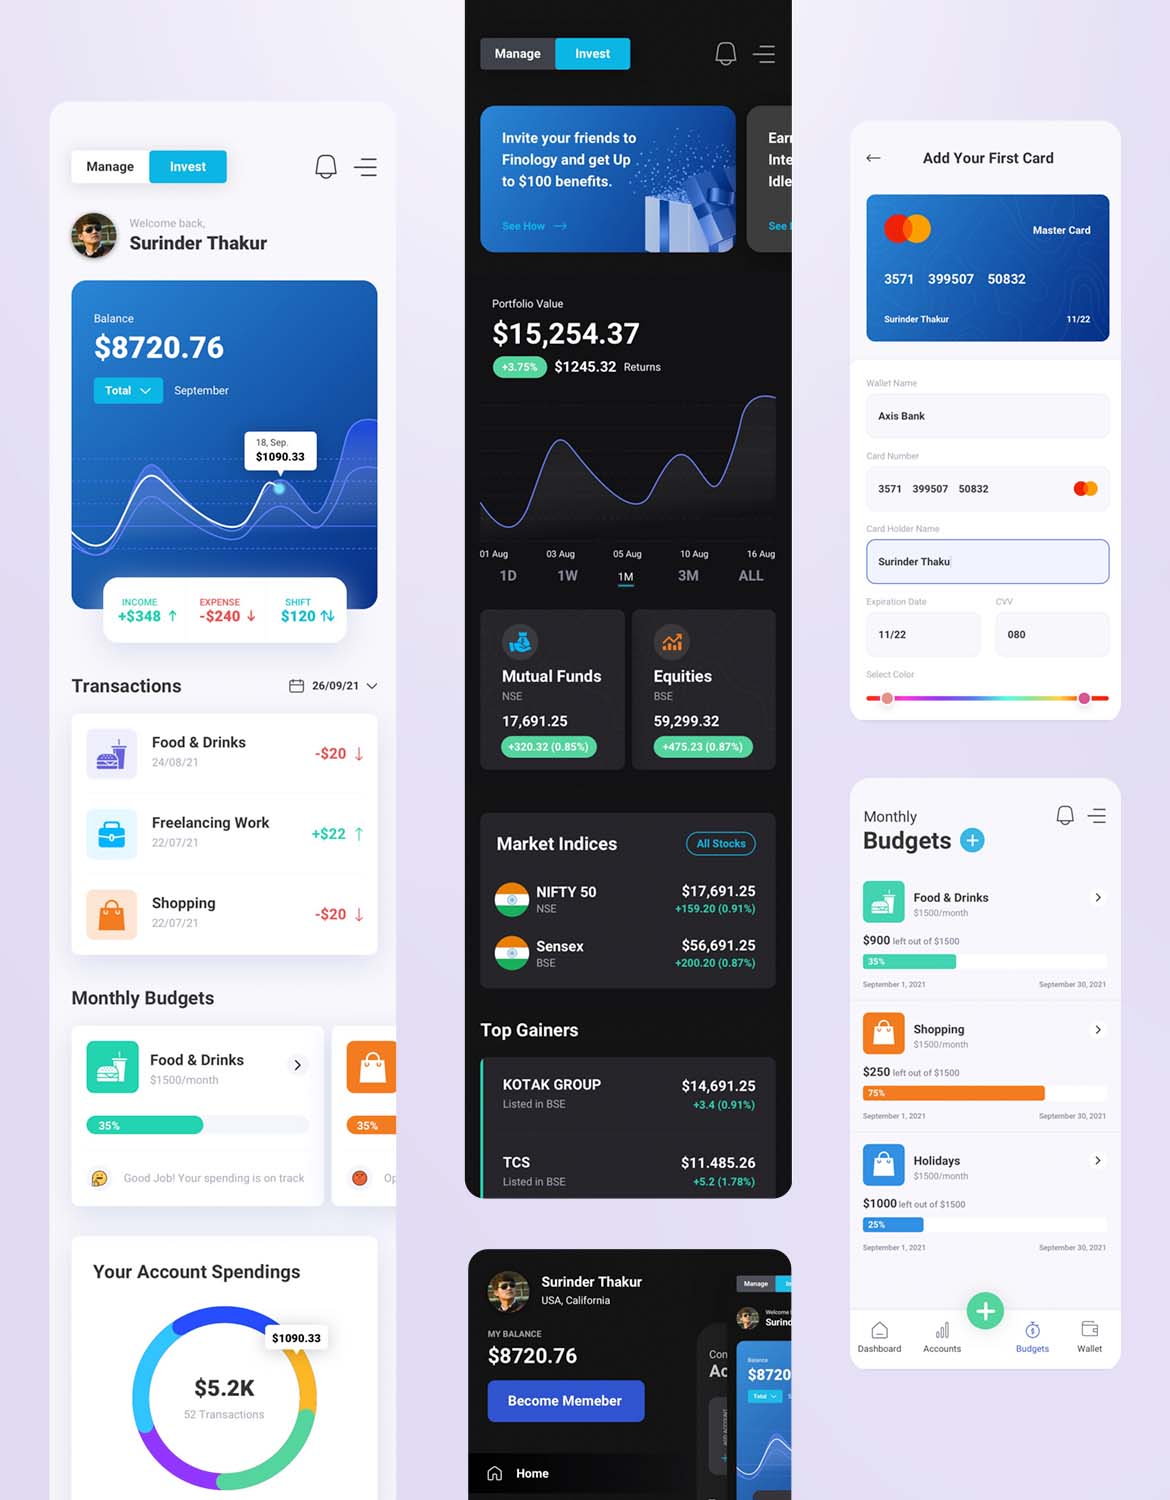 Manage Invest
Welcome back,
Surinder Thakur
Balance
$8720.76
Total September
18, Sep.
$1090.33
INCOME EXPENSE SHIFT
+$348 -$240 $120
Transactions 26/09/21
Food & Drinks
24/08/21
-$20
Freelancing Work
22/07/21
+$22
Shopping
22/07/21
-$20
Monthly Budgets
Food & Drinks
$1500/month
35%
Good Job! Your spending is on track
35%
Op
Your Account Spendings
$1090.33
$5.2K
52 Transactions
Manage Invest
Invite your friends to
Finology and get Up
to $100 benefits.
See How
Earn
Inte
Idle
See
Portfolio Value
$15,254.37
+3.75% $1245.32 Returns
01 Aug 03 Aug 05 Aug 10 Aug 16 Aug
1D 1W 1M 3M ALL
Mutual Funds
NSE
17,691.25
+320.32 (0.85%)
Equities
BSE
59,299.32
+475.23 (0.87%)
Market Indices All Stocks
NIFTY 50 $17,691.25
NSE +159.20 (0.91%)
Sensex $56,691.25
BSE +200.20 (0.87%)
Top Gainers
KOTAK GROUP $14,691.25
Listed in BSE +3.4 (0.91%)
TCS $11.485.26
Listed in BSE +5.2 (1.78%)
Surinder Thakur
USA, California
MY BALANCE
$8720.76
Become Memeber
Home
Con
Ac
ADD ACCOUNT
Manage In
Welcome
Surind
Balance
$8720
Total S
Add Your First Card
Master Card
3571 399507 50832
Surinder Thakur 11/22
Wallet Name
Axis Bank
Card Number
3571 399507 50832
Card Holder Name
Surinder Thaku
Expiration Date CVV
11/22 080
Select Color
Monthly
Budgets
Food & Drinks
$1500/month
$900 left out of $1500
35%
September 1, 2021 September 30, 2021
Shopping
$1500/month
$250 left out of $1500
75%
September 1, 2021 September 30, 2021
Holidays
$1500/month
$1000 left out of $1500
25%
September 1, 2021 September 30, 2021
Dashboard Accounts Budgets Wallet